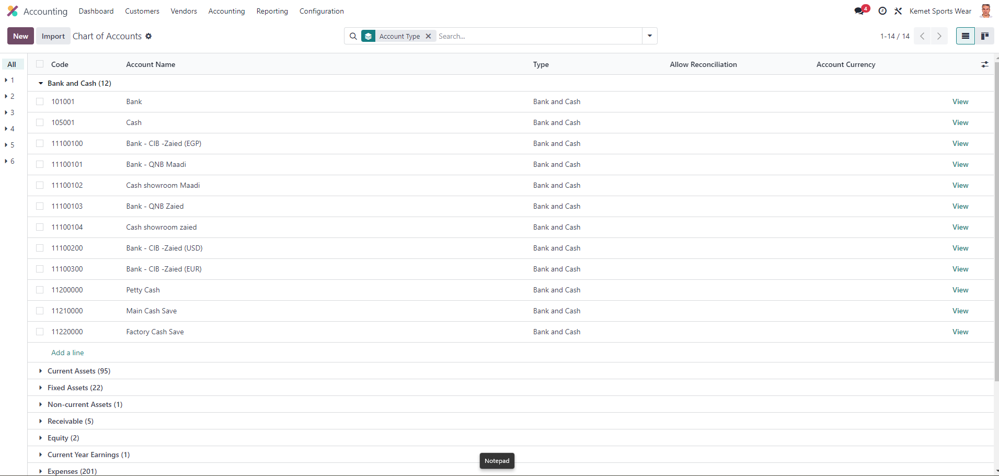 Accounting Dashboard Customers Vendors Accounting Reporting Configuration 4 Kemet Sports Wear
New Import Chart of Accounts Account Type Search... 1-14 / 14
All Code Account Name Type Allow Reconciliation Account Currency
1
2
3
4
5
6
Bank and Cash (12)
101001 Bank Bank and Cash View
105001 Cash Bank and Cash View
11100100 Bank - CIB -Zaied (EGP) Bank and Cash View
11100101 Bank - QNB Maadi Bank and Cash View
11100102 Cash showroom Maadi Bank and Cash View
11100103 Bank - QNB Zaied Bank and Cash View
11100104 Cash showroom zaied Bank and Cash View
11100200 Bank - CIB -Zaied (USD) Bank and Cash View
11100300 Bank - CIB -Zaied (EUR) Bank and Cash View
11200000 Petty Cash Bank and Cash View
11210000 Main Cash Save Bank and Cash View
11220000 Factory Cash Save Bank and Cash View
Add a line
Current Assets (95)
Fixed Assets (22)
Non-current Assets (1)
Receivable (5)
Equity (2)
Current Year Earnings (1)
Notepad
Expenses (201)